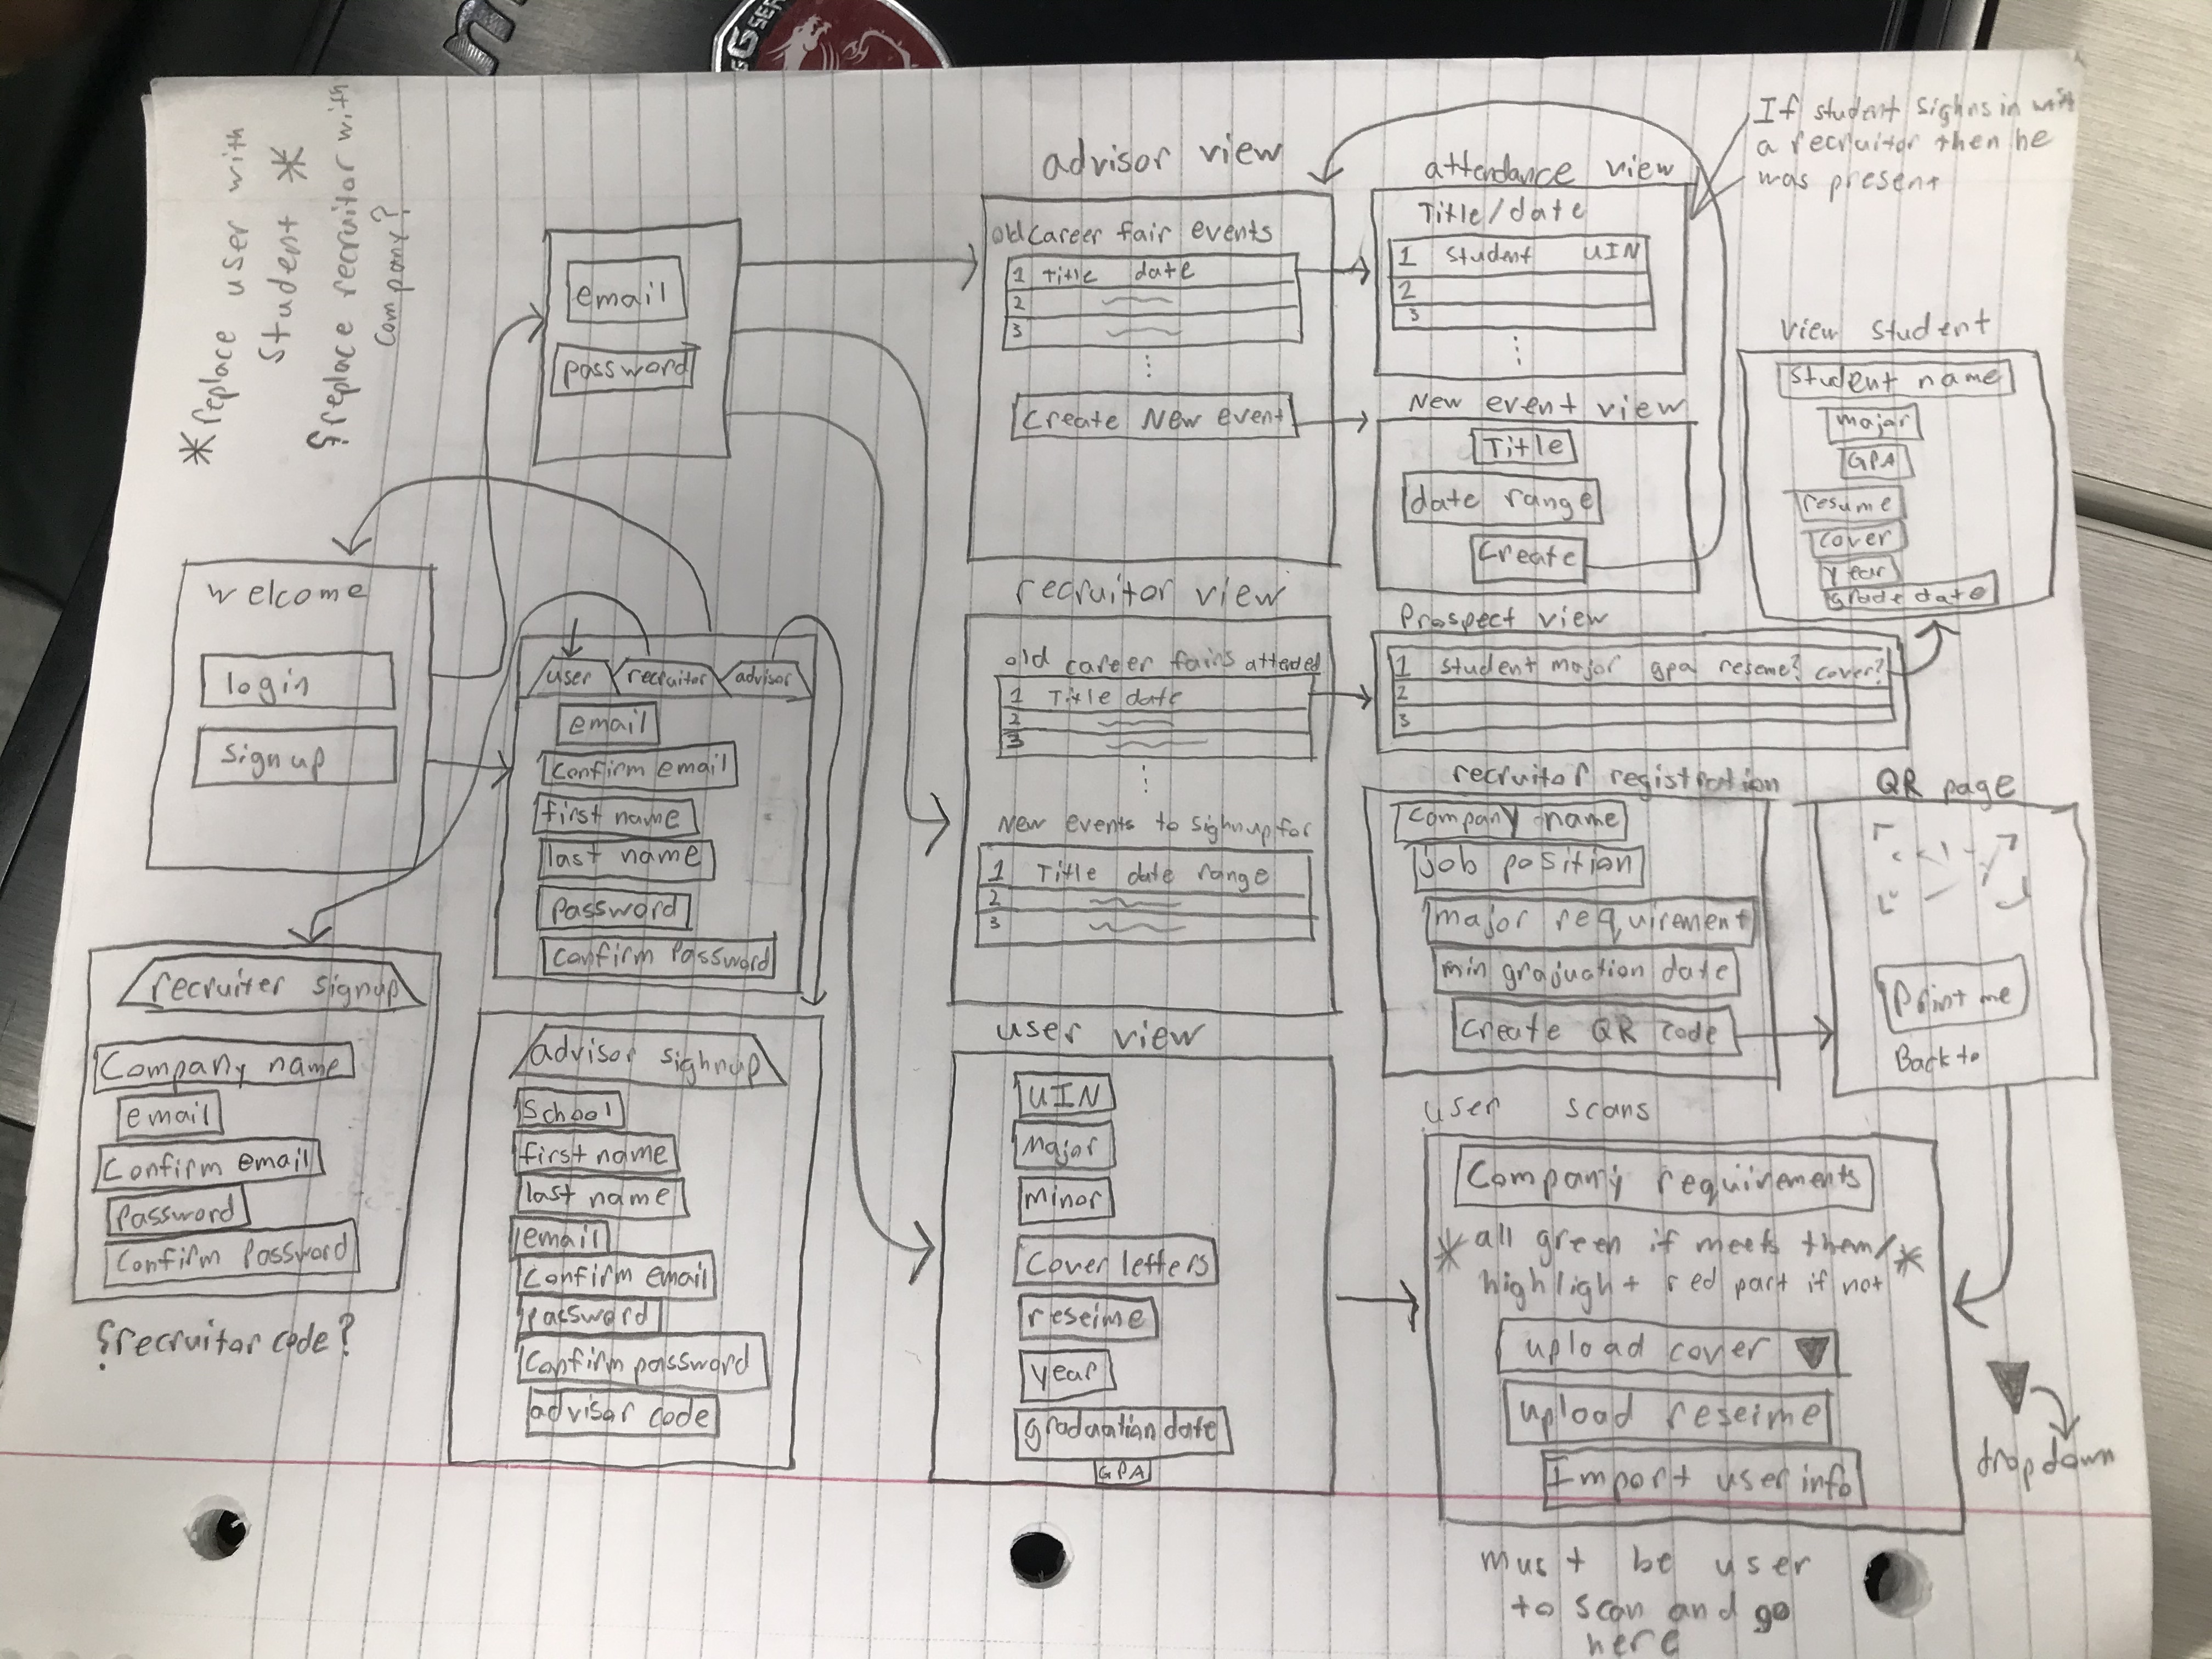 *replace user with
student *
{replace recruitor with
company?
email
password
welcome
login
sign up
user
recruitor
advisor
email
confirm email
first name
last name
password
confirm Password
recruiter signup
Company name
email
Confirm email
Password
Confirm Password
{recruitor code?
advisor sighnup
School
first name
last name
email
Confirm email
password
Confirm password
advisor code
advisor view
old career fair events
1 Title date
2
3
Create New event
attendance view
Title/date
1 student UIN
2
3
If student sighns in with
a recruitor then he
was present
New event view
Title
date range
Create
view student
student name
major
GPA
resume
cover
year
grade date
recruitor view
old career fairs attended
1 Title date
2
3
New events to sighnup for
1 Title date range
2
3
Prospect view
1 student major gpa resume? cover?
2
3
recruitor registration
Company name
job position
major requirement
min grajuation date
Create QR code
QR page
Print me
Back to
user view
UIN
Major
minor
Cover letters
reseime
year
graduation date
GPA
user scans
Company requirements
* all green if meets them/ *
highlight red part if not
upload cover
upload reseime
Import user info
dropdown
must be user
to scan and go
here